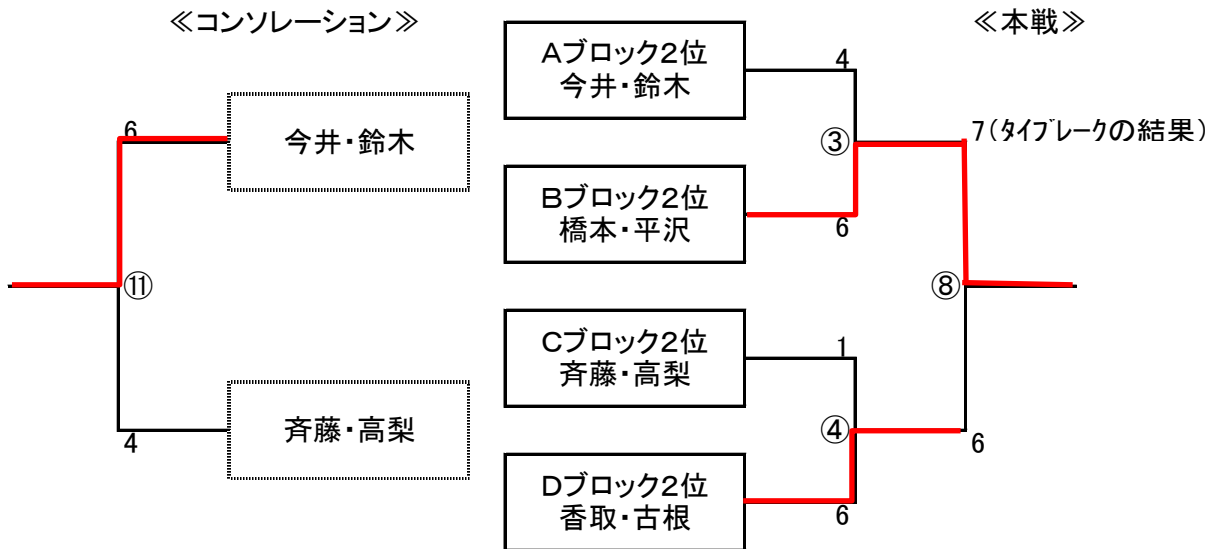 ≪コンソレーション≫
≪本戦≫
Aブロック2位
今井・鈴木
4
6
今井・鈴木
③
7(タイブレークの結果)
Bブロック2位
橋本・平沢
6
⑪
⑧
Cブロック2位
斉藤・高梨
1
4
斉藤・高梨
④
6
Dブロック2位
香取・古根
6